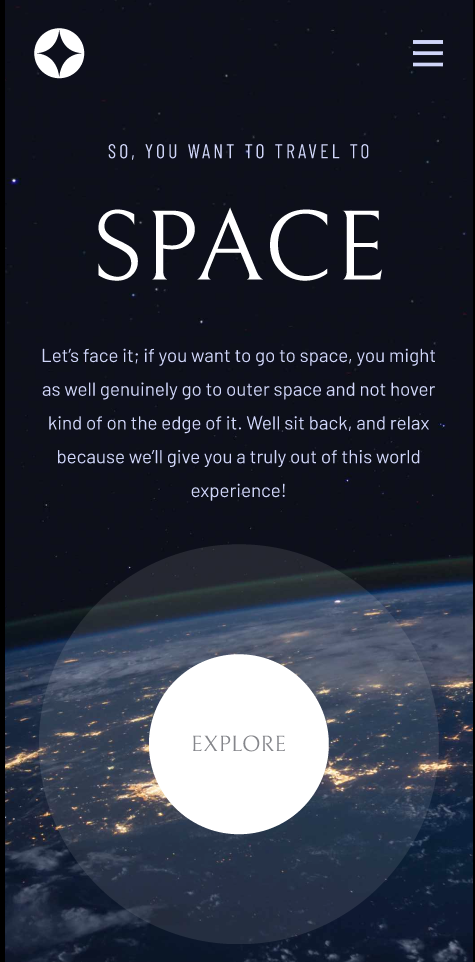 SO, YOU WANT TO TRAVEL TO
SPACE
Let’s face it; if you want to go to space, you might
as well genuinely go to outer space and not hover
kind of on the edge of it. Well sit back, and relax
because we’ll give you a truly out of this world
experience!
EXPLORE